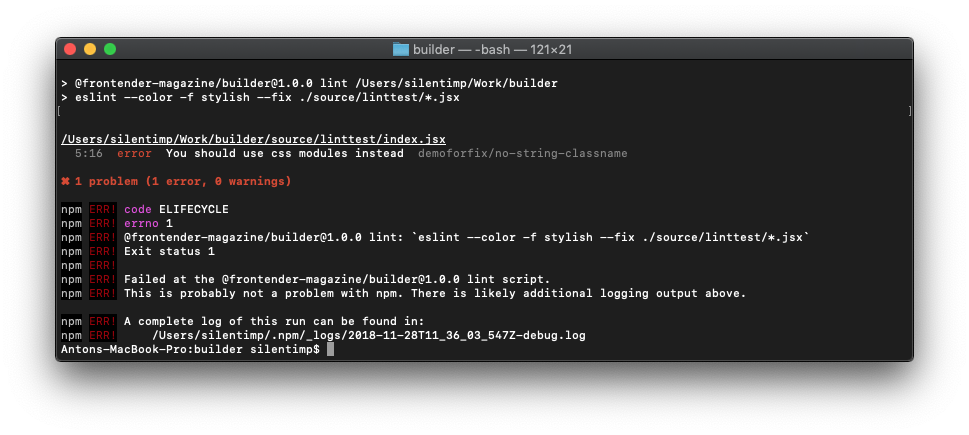 builder — -bash — 121×21
> @frontender-magazine/builder@1.0.0 lint /Users/silentimp/Work/builder
> eslint --color -f stylish --fix ./source/linttest/*.jsx
[ ]
/Users/silentimp/Work/builder/source/linttest/index.jsx
5:16 error You should use css modules instead demoforfix/no-string-classname
✖ 1 problem (1 error, 0 warnings)
npm ERR! code ELIFECYCLE
npm ERR! errno 1
npm ERR! @frontender-magazine/builder@1.0.0 lint: `eslint --color -f stylish --fix ./source/linttest/*.jsx`
npm ERR! Exit status 1
npm ERR!
npm ERR! Failed at the @frontender-magazine/builder@1.0.0 lint script.
npm ERR! This is probably not a problem with npm. There is likely additional logging output above.
npm ERR! A complete log of this run can be found in:
npm ERR! /Users/silentimp/.npm/_logs/2018-11-28T11_36_03_547Z-debug.log
Antons-MacBook-Pro:builder silentimp$